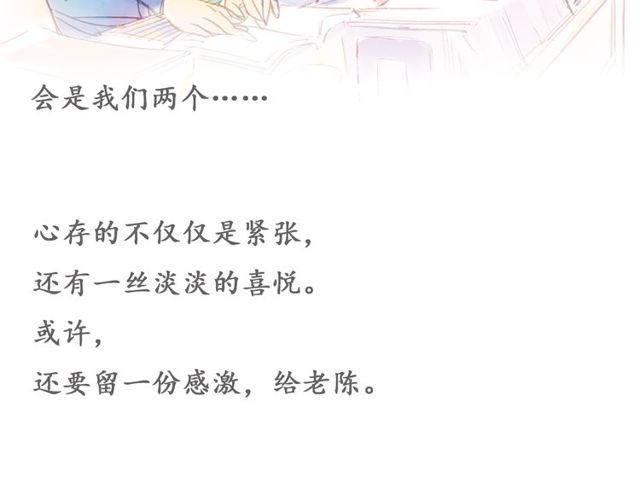 会是我们两个……
心存的不仅仅是紧张，
还有一丝淡淡的喜悦。
或许，
还要留一份感激，给老陈。